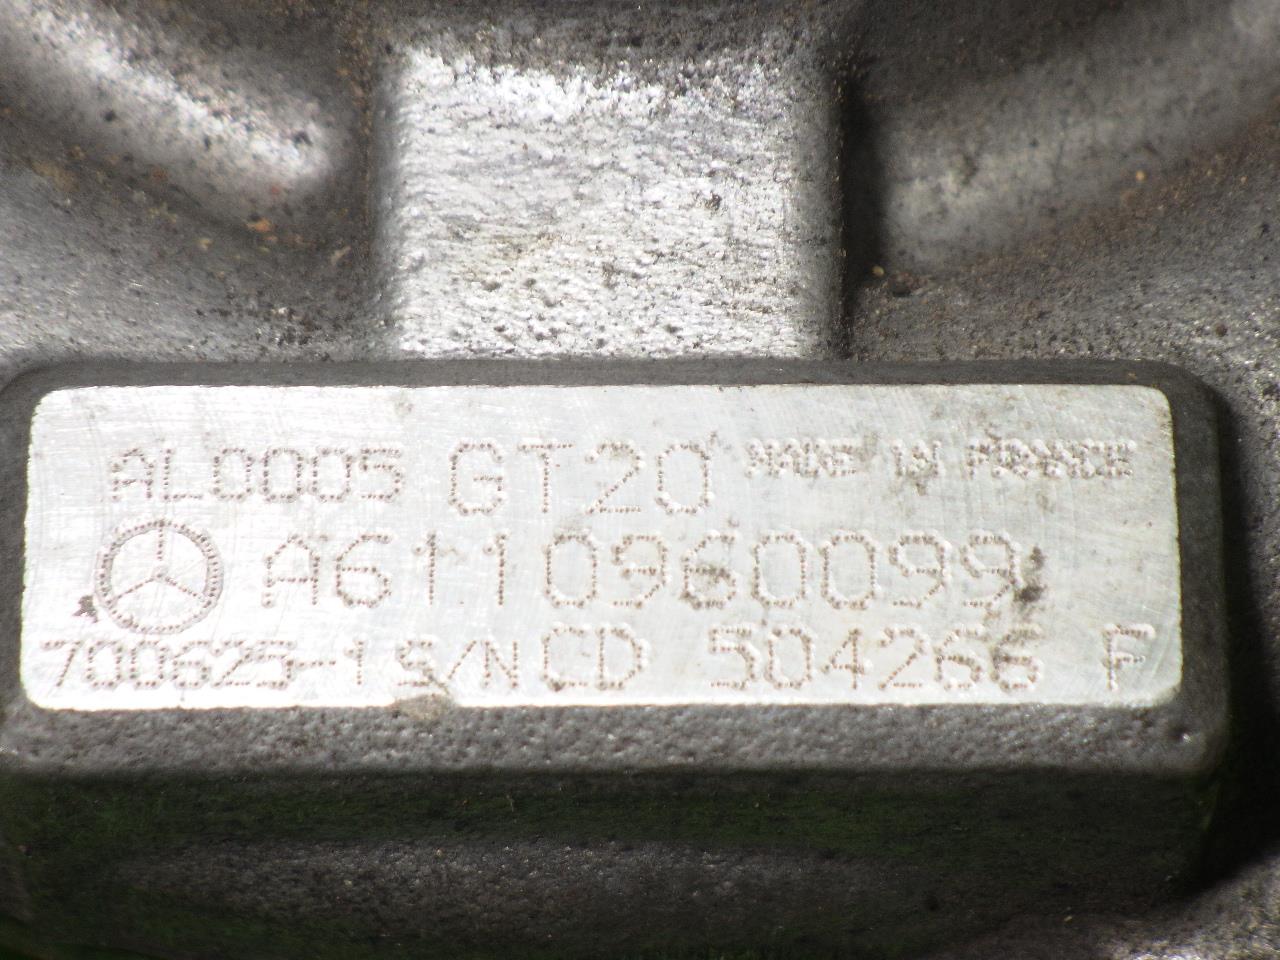 AL0005 GT20 MADE IN FRANCE
A6110960099
700625-1 S/N CD 504266 F